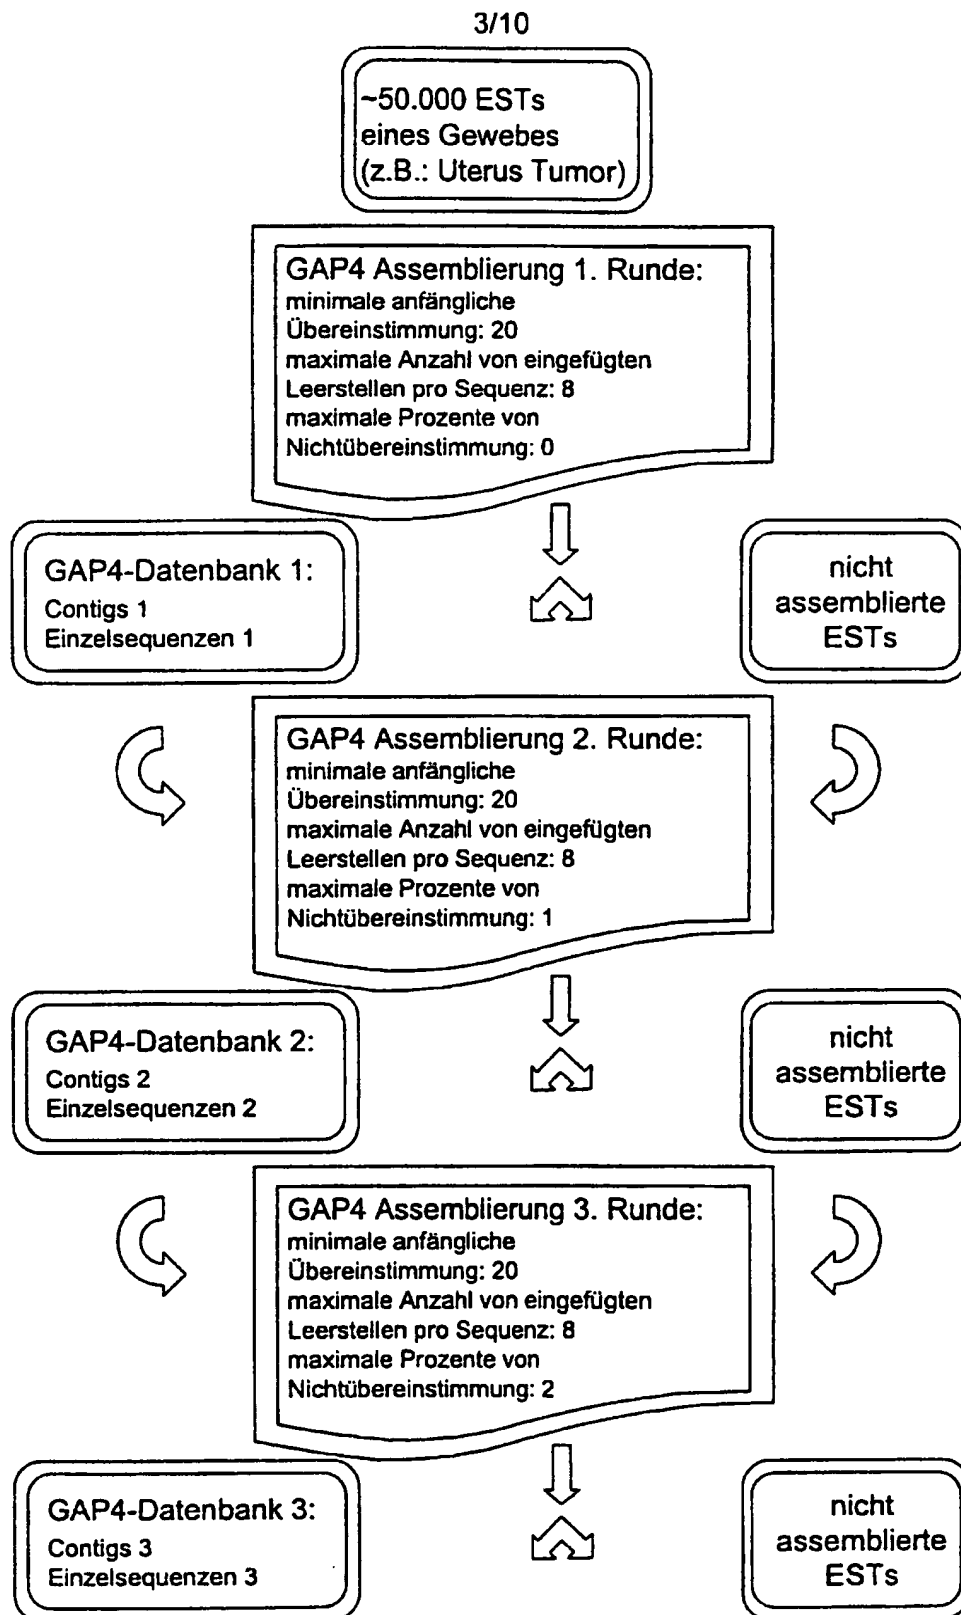 3/10
~50.000 ESTs
eines Gewebes
(z.B.: Uterus Tumor)
GAP4 Assemblierung 1. Runde:
minimale anfängliche
Übereinstimmung: 20
maximale Anzahl von eingefügten
Leerstellen pro Sequenz: 8
maximale Prozente von
Nichtübereinstimmung: 0
GAP4-Datenbank 1:
Contigs 1
Einzelsequenzen 1
nicht
assemblierte
ESTs
GAP4 Assemblierung 2. Runde:
minimale anfängliche
Übereinstimmung: 20
maximale Anzahl von eingefügten
Leerstellen pro Sequenz: 8
maximale Prozente von
Nichtübereinstimmung: 1
GAP4-Datenbank 2:
Contigs 2
Einzelsequenzen 2
nicht
assemblierte
ESTs
GAP4 Assemblierung 3. Runde:
minimale anfängliche
Übereinstimmung: 20
maximale Anzahl von eingefügten
Leerstellen pro Sequenz: 8
maximale Prozente von
Nichtübereinstimmung: 2
GAP4-Datenbank 3:
Contigs 3
Einzelsequenzen 3
nicht
assemblierte
ESTs